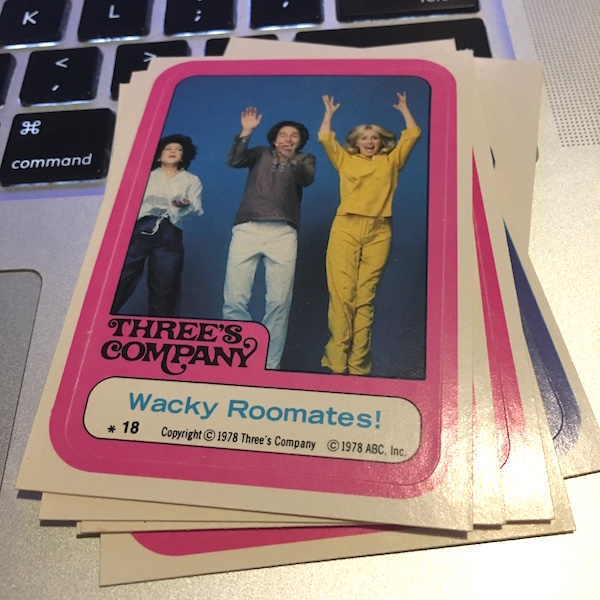 K
L
:
;
<
,
>
⌘
command
THREE'S
COMPANY
Wacky Roomates!
* 18 Copyright © 1978 Three's Company © 1978 ABC, Inc.